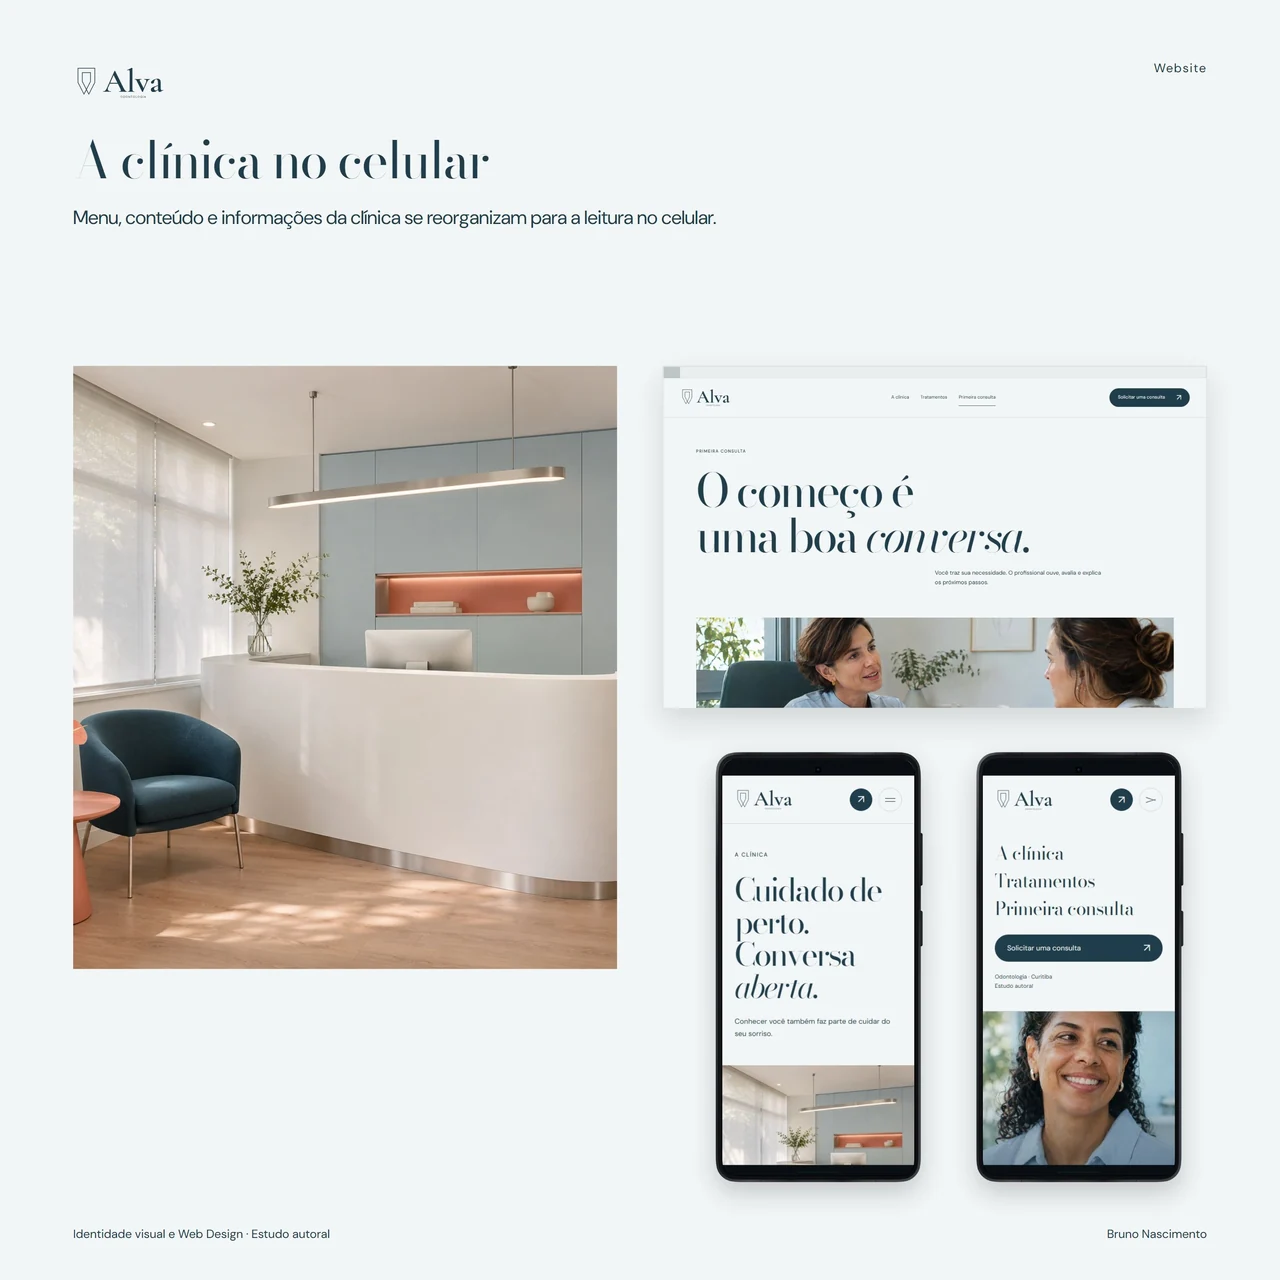 Alva
ODONTOLOGIA
Website
A clínica no celular
Menu, conteúdo e informações da clínica se reorganizam para a leitura no celular.
Alva
A clínica
Tratamentos
Primeira consulta
Solicitar uma consulta
PRIMEIRA CONSULTA
O começo é
uma boa conversa.
Você traz sua necessidade. O profissional ouve, avalia e explica
os próximos passos.
Alva
A CLÍNICA
Cuidado de
perto.
Conversa
aberta.
Conhecer você também faz parte de cuidar do
seu sorriso.
Alva
A clínica
Tratamentos
Primeira consulta
Solicitar uma consulta
Odontologia · Curitiba
Estudo autoral
Identidade visual e Web Design · Estudo autoral
Bruno Nascimento